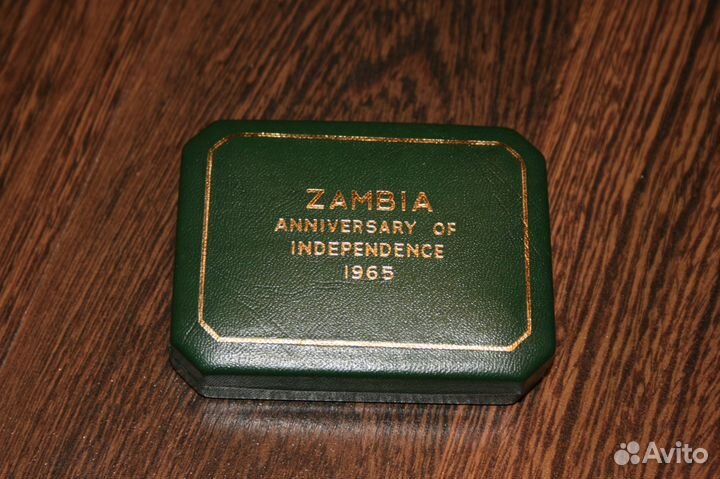 ZAMBIA
ANNIVERSARY OF
INDEPENDENCE
1965
Avito